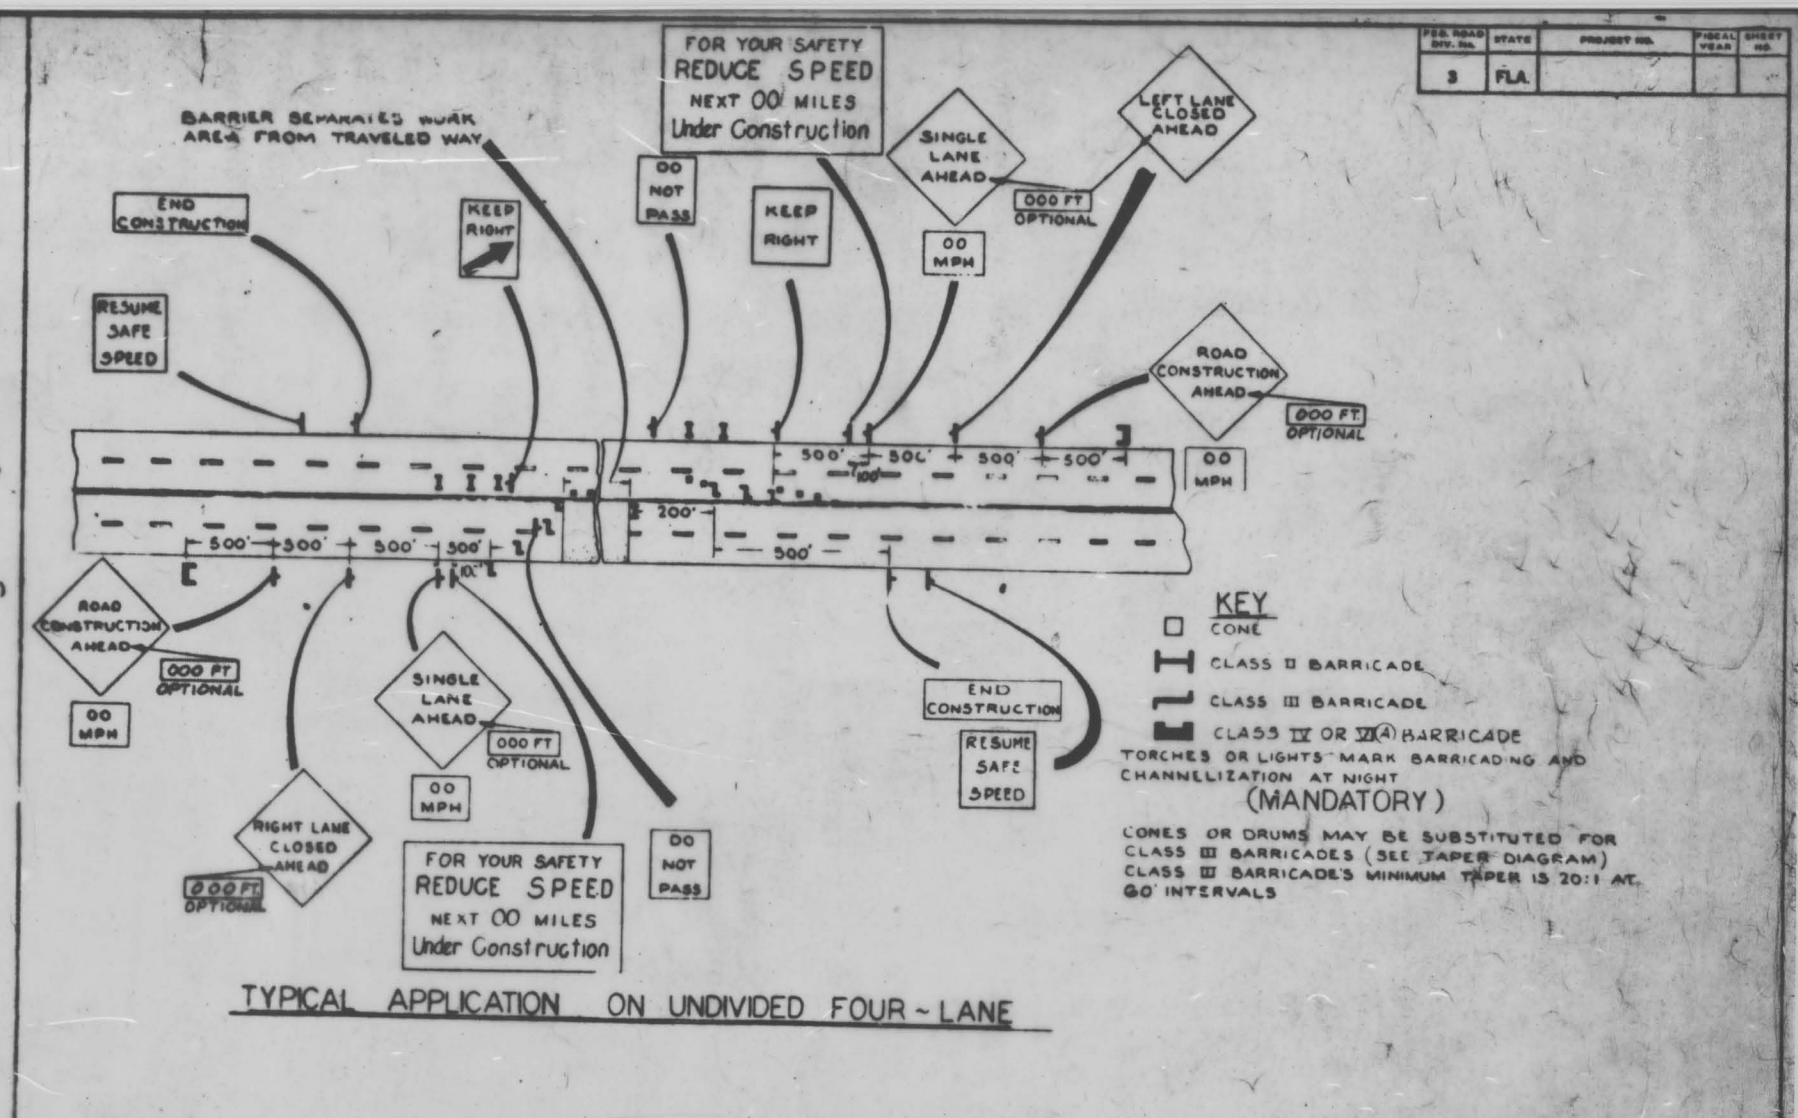 FED. ROAD DIV. No. STATE PROJECT NO. FISCAL YEAR SHEET NO.
3 FLA.
FOR YOUR SAFETY
REDUCE SPEED
NEXT 00 MILES
Under Construction
LEFT LANE
CLOSED
AHEAD
SINGLE
LANE
AHEAD
000 FT
OPTIONAL
00
MPH
BARRIER SEPARATES WORK
AREA FROM TRAVELED WAY
DO
NOT
PASS
KEEP
RIGHT
END
CONSTRUCTION
KEEP
RIGHT
RESUME
SAFE
SPEED
ROAD
CONSTRUCTION
AHEAD
000 FT.
OPTIONAL
00
MPH
500' 500' 500' 500'
100'
200'
500' 500' 500' 300'
500'
ROAD
CONSTRUCTION
AHEAD
000 FT
OPTIONAL
00
MPH
SINGLE
LANE
AHEAD
000 FT
OPTIONAL
00
MPH
RIGHT LANE
CLOSED
AHEAD
000 FT.
OPTIONAL
FOR YOUR SAFETY
REDUCE SPEED
NEXT 00 MILES
Under Construction
DO
NOT
PASS
END
CONSTRUCTION
RESUME
SAFE
SPEED
KEY
CONE
CLASS II BARRICADE
CLASS III BARRICADE
CLASS IV OR VI(A) BARRICADE
TORCHES OR LIGHTS MARK BARRICADING AND
CHANNELIZATION AT NIGHT
(MANDATORY)
CONES OR DRUMS MAY BE SUBSTITUTED FOR
CLASS III BARRICADES (SEE TAPER DIAGRAM)
CLASS III BARRICADE'S MINIMUM TAPER IS 20:1 AT
60' INTERVALS
TYPICAL APPLICATION ON UNDIVIDED FOUR~LANE